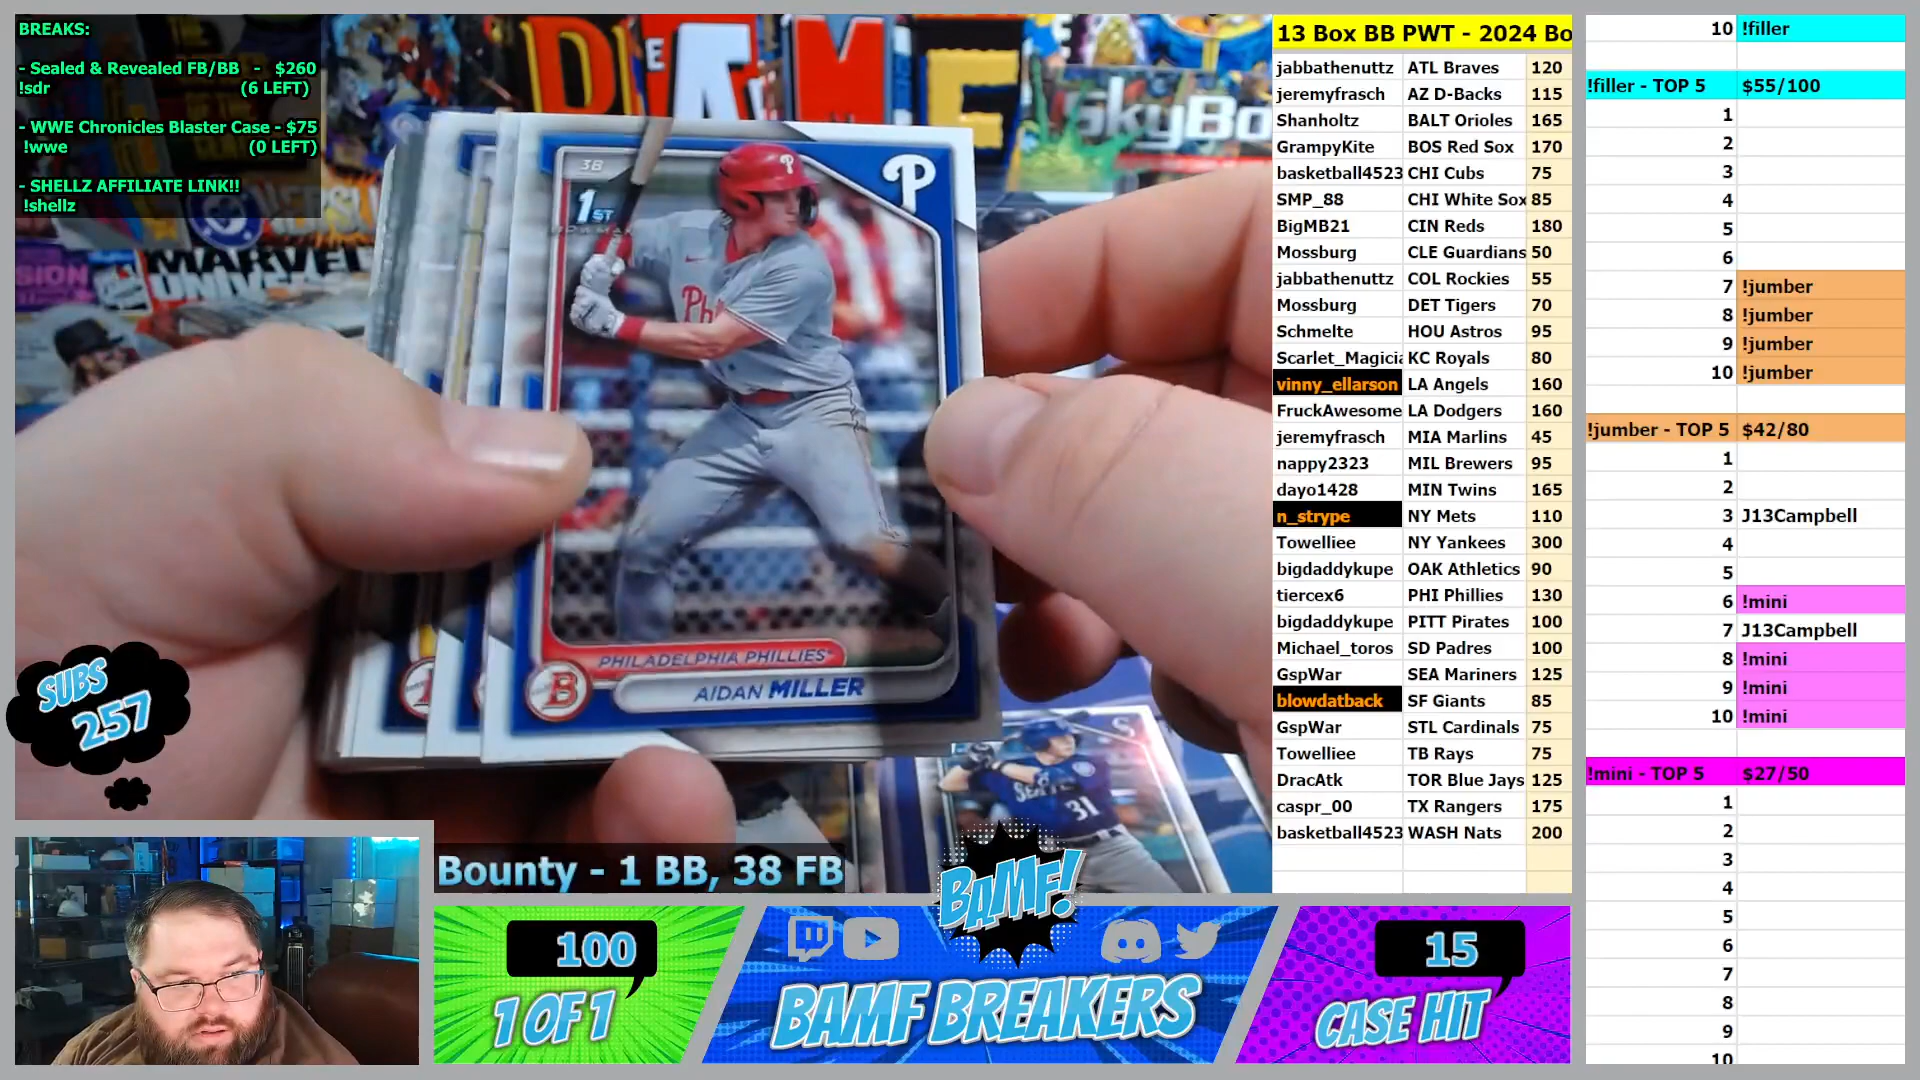 BREAKS:
- Sealed & Revealed FB/BB - $260
!sdr (6 LEFT)
- WWE Chronicles Blaster Case - $75
!wwe (0 LEFT)
- SHELLZ AFFILIATE LINK!!
!shellz
DAME
SkyBo
MARVEL
UNIVERSE
SION
3B
1ST
BOWMAN
P
Phi
PHILADELPHIA PHILLIES
B
AIDAN MILLER
SEATTLE
31
S
SUBS
257
Bounty - 1 BB, 38 FB
BAMF!
100
1 OF 1
BAMF BREAKERS
15
CASE HIT
13 Box BB PWT - 2024 Bo
jabbathenuttz ATL Braves 120
jeremyfrasch AZ D-Backs 115
Shanholtz BALT Orioles 165
GrampyKite BOS Red Sox 170
basketball4523 CHI Cubs 75
SMP_88 CHI White Sox 85
BigMB21 CIN Reds 180
Mossburg CLE Guardians 50
jabbathenuttz COL Rockies 55
Mossburg DET Tigers 70
Schmelte HOU Astros 95
Scarlet_Magicia KC Royals 80
vinny_ellarson LA Angels 160
FruckAwesome LA Dodgers 160
jeremyfrasch MIA Marlins 45
nappy2323 MIL Brewers 95
dayo1428 MIN Twins 165
n_strype NY Mets 110
Towelliee NY Yankees 300
bigdaddykupe OAK Athletics 90
tiercex6 PHI Phillies 130
bigdaddykupe PITT Pirates 100
Michael_toros SD Padres 100
GspWar SEA Mariners 125
blowdatback SF Giants 85
GspWar STL Cardinals 75
Towelliee TB Rays 75
DracAtk TOR Blue Jays 125
caspr_00 TX Rangers 175
basketball4523 WASH Nats 200
10 !filler
!filler - TOP 5 $55/100
1
2
3
4
5
6
7 !jumber
8 !jumber
9 !jumber
10 !jumber
!jumber - TOP 5 $42/80
1
2
3 J13Campbell
4
5
6 !mini
7 J13Campbell
8 !mini
9 !mini
10 !mini
!mini - TOP 5 $27/50
1
2
3
4
5
6
7
8
9
10